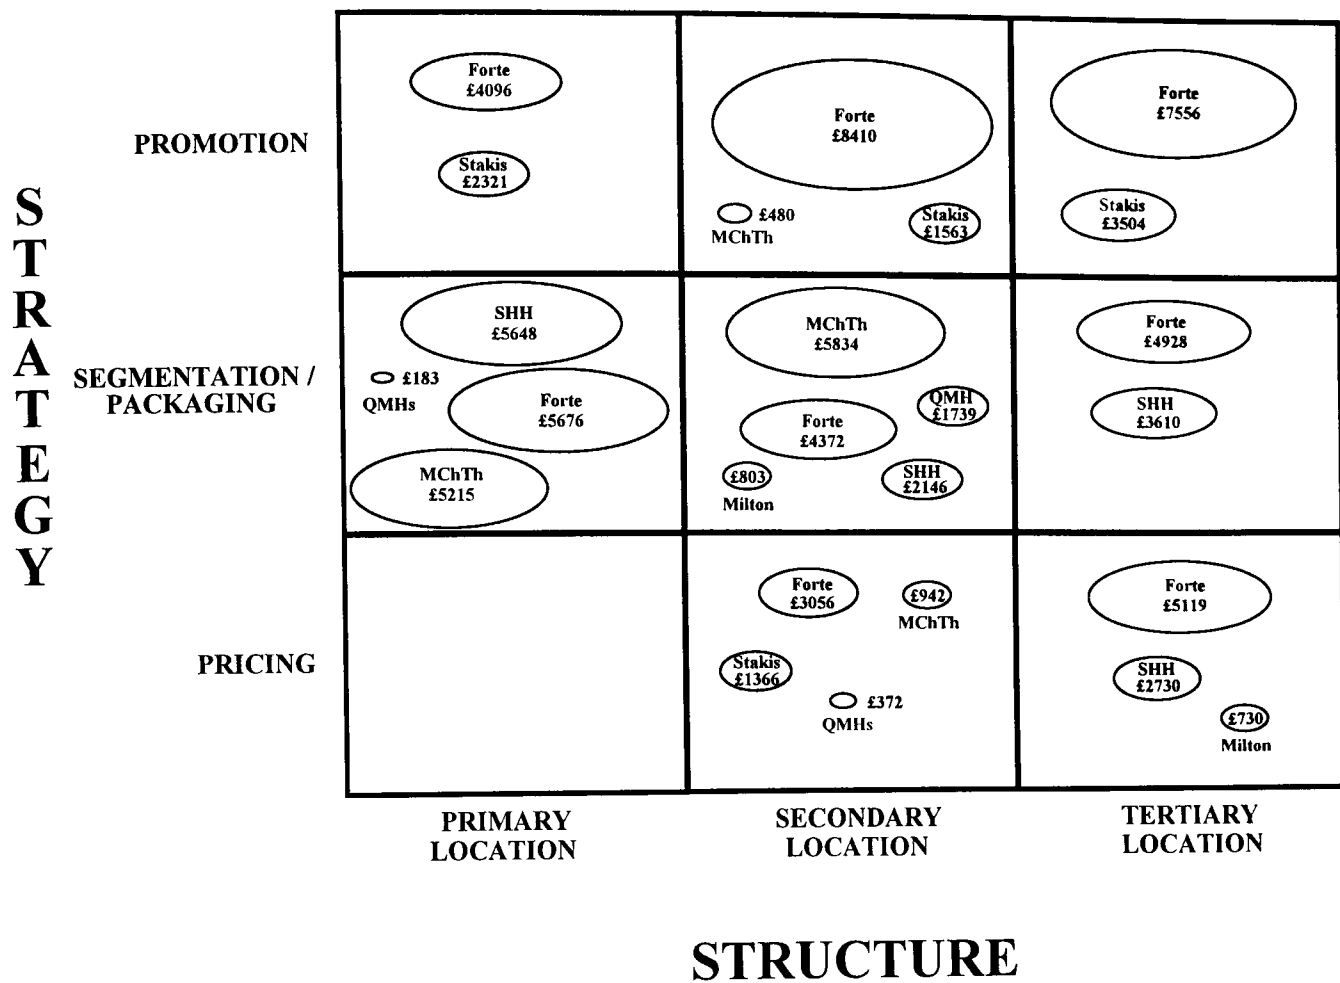 STRATEGY
PROMOTION
Forte
£4096
Stakis
£2321
Forte
£8410
£480
MChTh
Stakis
£1563
Forte
£7556
Stakis
£3504
SEGMENTATION /
PACKAGING
SHH
£5648
£183
QMHs
Forte
£5676
MChTh
£5215
MChTh
£5834
QMH
£1739
Forte
£4372
£803
Milton
SHH
£2146
Forte
£4928
SHH
£3610
PRICING
Forte
£3056
£942
MChTh
Stakis
£1366
£372
QMHs
Forte
£5119
SHH
£2730
£730
Milton
PRIMARY
LOCATION
SECONDARY
LOCATION
TERTIARY
LOCATION
STRUCTURE